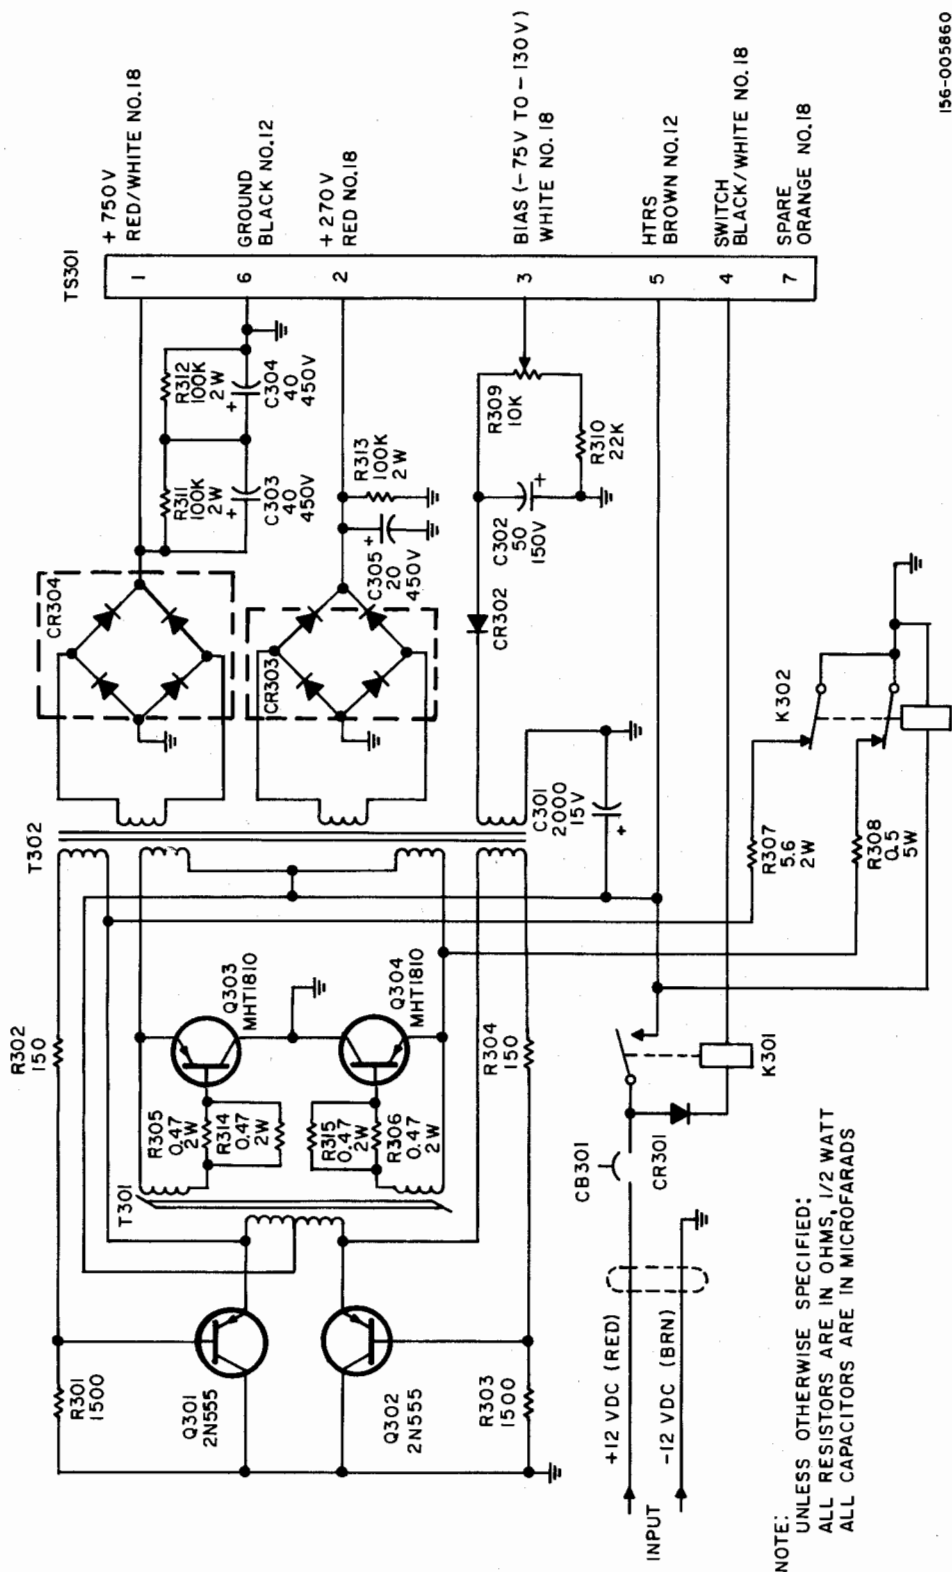 TS301
+750V
RED/WHITE NO.18
1
GROUND
BLACK NO.12
6
+270V
RED NO.18
2
BIAS (-75V TO -130V)
WHITE NO. 18
3
HTRS
BROWN NO.12
5
SWITCH
BLACK/WHITE NO.18
4
SPARE
ORANGE NO.18
7
R301
1500
R302
150
T302
CR304
R311
100K
2W
R312
100K
2W
+
C303
40
450V
+
C304
40
450V
CR303
+
C305
20
450V
R313
100K
2W
CR302
C302
50
150V
+
R309
10K
R310
22K
Q301
2N555
Q302
2N555
R303
1500
T301
R305
0.47
2W
R314
0.47
2W
R315
0.47
2W
R306
0.47
2W
Q303
MHT1810
Q304
MHT1810
R304
150
C301
2000
15V
+
R307
5.6
2W
R308
0.5
5W
K302
INPUT
+12 VDC (RED)
-12 VDC (BRN)
CB301
CR301
K301
NOTE:
UNLESS OTHERWISE SPECIFIED:
ALL RESISTORS ARE IN OHMS, 1/2 WATT
ALL CAPACITORS ARE IN MICROFARADS
156-005860